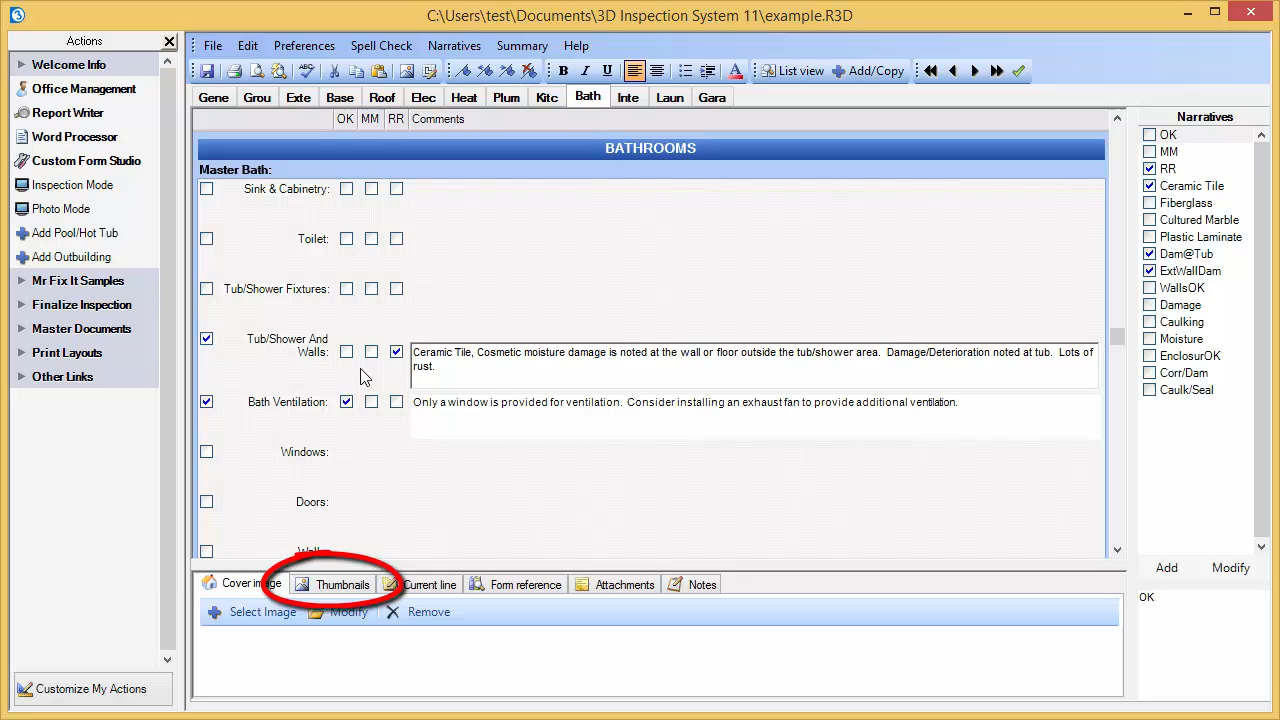 C:\Users\test\Documents\3D Inspection System 11\example.R3D
Actions
Welcome Info
Office Management
Report Writer
Word Processor
Custom Form Studio
Inspection Mode
Photo Mode
Add Pool/Hot Tub
Add Outbuilding
Mr Fix It Samples
Finalize Inspection
Master Documents
Print Layouts
Other Links
Customize My Actions
File Edit Preferences Spell Check Narratives Summary Help
B I U A List view Add/Copy
Gene Grou Exte Base Roof Elec Heat Plum Kitc Bath Inte Laun Gara
OK MM RR Comments
BATHROOMS
Master Bath:
Sink & Cabinetry:
Toilet:
Tub/Shower Fixtures:
Tub/Shower And
Walls:
Ceramic Tile, Cosmetic moisture damage is noted at the wall or floor outside the tub/shower area. Damage/Deterioration noted at tub. Lots of
rust.
Bath Ventilation:
Only a window is provided for ventilation. Consider installing an exhaust fan to provide additional ventilation.
Windows:
Doors:
Cover image Thumbnails Current line Form reference Attachments Notes
Select Image Modify Remove
Narratives
OK
MM
RR
Ceramic Tile
Fiberglass
Cultured Marble
Plastic Laminate
Dam@Tub
ExtWallDam
WallsOK
Damage
Caulking
Moisture
EnclosurOK
Corr/Dam
Caulk/Seal
Add Modify
OK